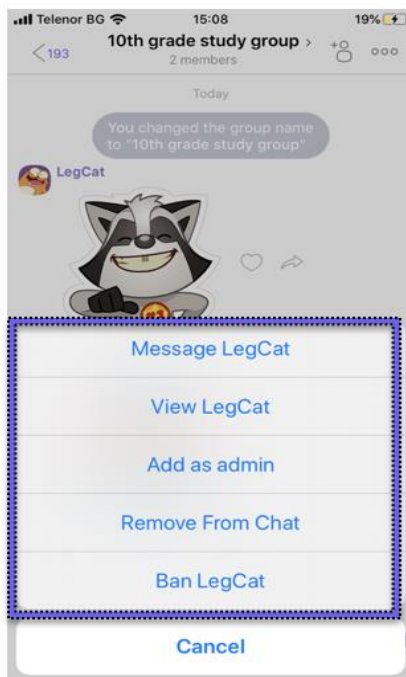 Telenor BG 15:08 19%
193 10th grade study group >
2 members
Today
You changed the group name
to "10th grade study group"
LegCat
Message LegCat
View LegCat
Add as admin
Remove From Chat
Ban LegCat
Cancel